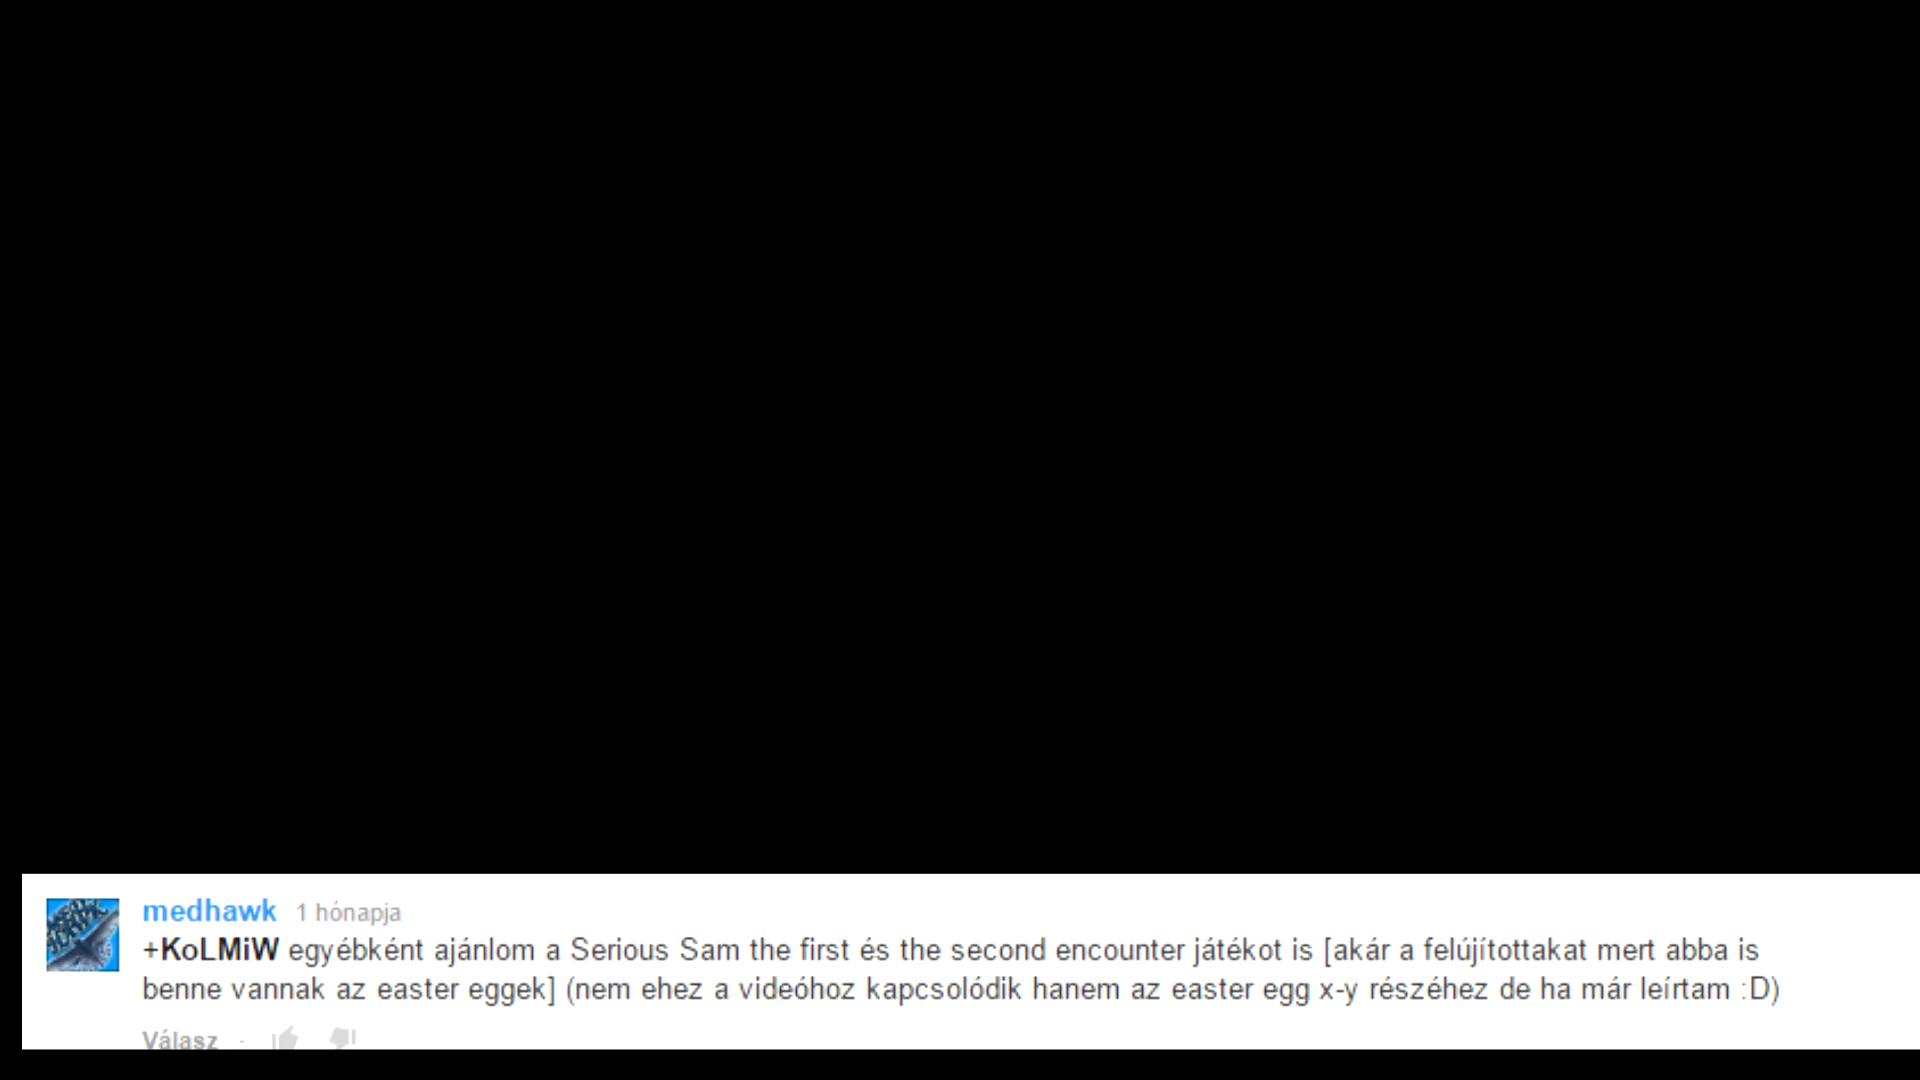 medhawk 1 hónapja
+KoLMiW egyébként ajánlom a Serious Sam the first és the second encounter játékot is [akár a felújítottakat mert abba is
benne vannak az easter eggek] (nem ehez a videóhoz kapcsolódik hanem az easter egg x-y részéhez de ha már leírtam :D)
Válasz ·